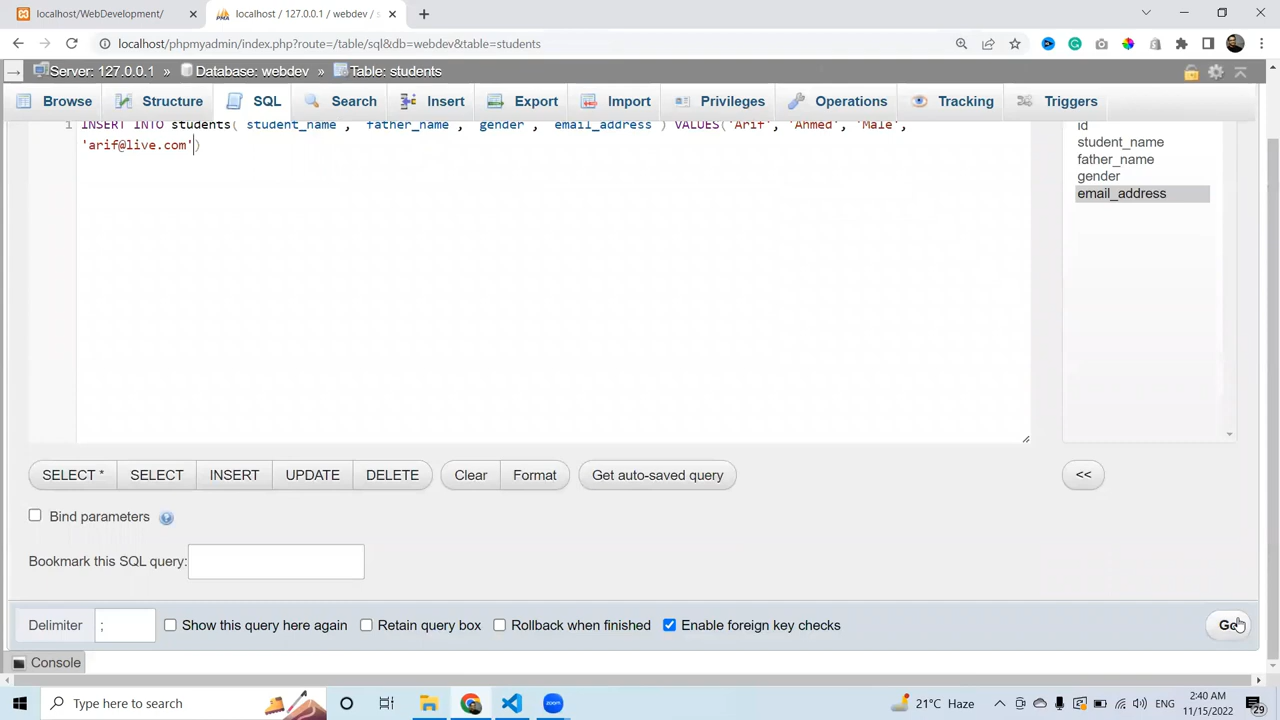 localhost/WebDevelopment/
localhost / 127.0.0.1 / webdev / s
localhost/phpmyadmin/index.php?route=/table/sql&db=webdev&table=students
Server: 127.0.0.1 » Database: webdev » Table: students
Browse Structure SQL Search Insert Export Import Privileges Operations Tracking Triggers
1 INSERT INTO students(`student_name`, `father_name`, `gender`, `email_address`) VALUES('Arif', 'Ahmed', 'Male',
'arif@live.com')
id
student_name
father_name
gender
email_address
SELECT * SELECT INSERT UPDATE DELETE Clear Format Get auto-saved query <<
Bind parameters
Bookmark this SQL query:
Delimiter ; Show this query here again Retain query box Rollback when finished Enable foreign key checks Go
Console
Type here to search
21°C Haze
ENG
2:40 AM
11/15/2022
29